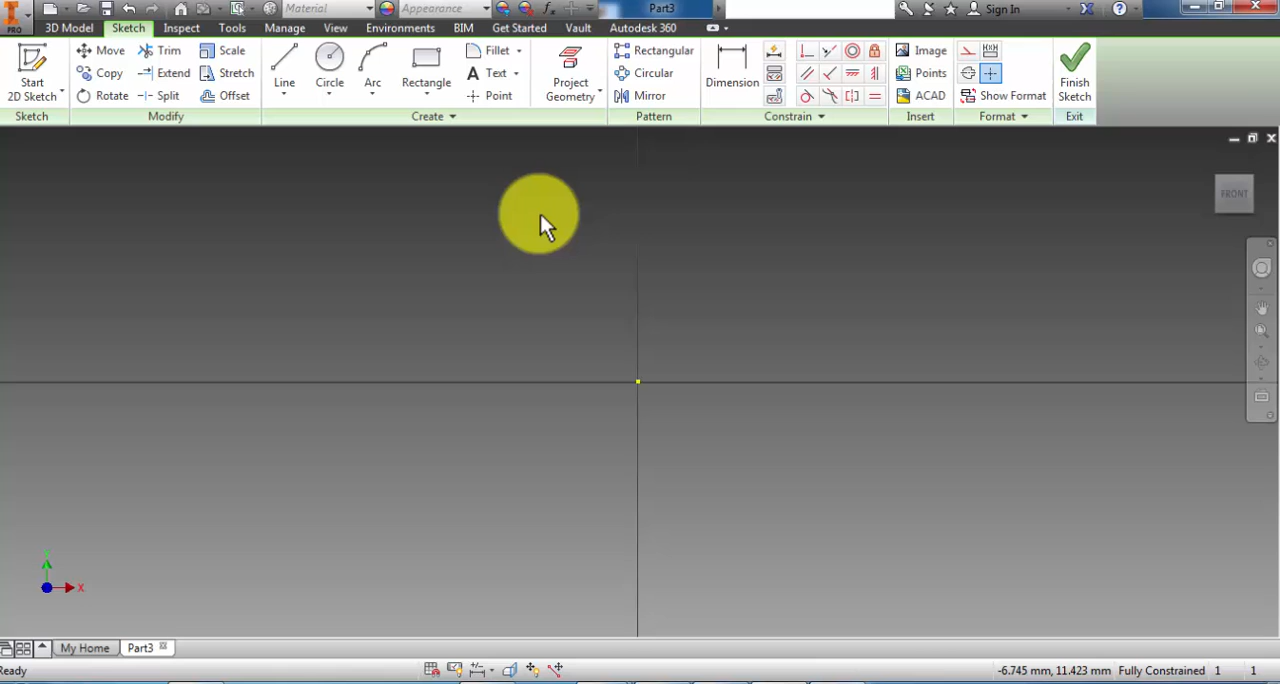 Material Appearance Part3 Sign In
PRO 3D Model Sketch Inspect Tools Manage View Environments BIM Get Started Vault Autodesk 360
Start 2D Sketch
Move Trim Scale
Copy Extend Stretch
Rotate Split Offset
Line Circle Arc Rectangle
Fillet
Text
Point
Project Geometry
Rectangular
Circular
Mirror
Dimension
Image
Points
ACAD
Show Format
Finish Sketch
Sketch Modify Create Pattern Constrain Insert Format Exit
FRONT
X
My Home Part3
Ready -6.745 mm, 11.423 mm Fully Constrained 1 1